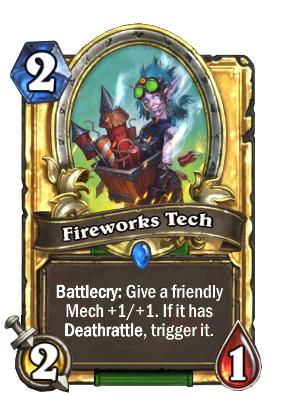 2
Fireworks Tech
Battlecry: Give a friendly
Mech +1/+1. If it has
Deathrattle, trigger it.
2
1